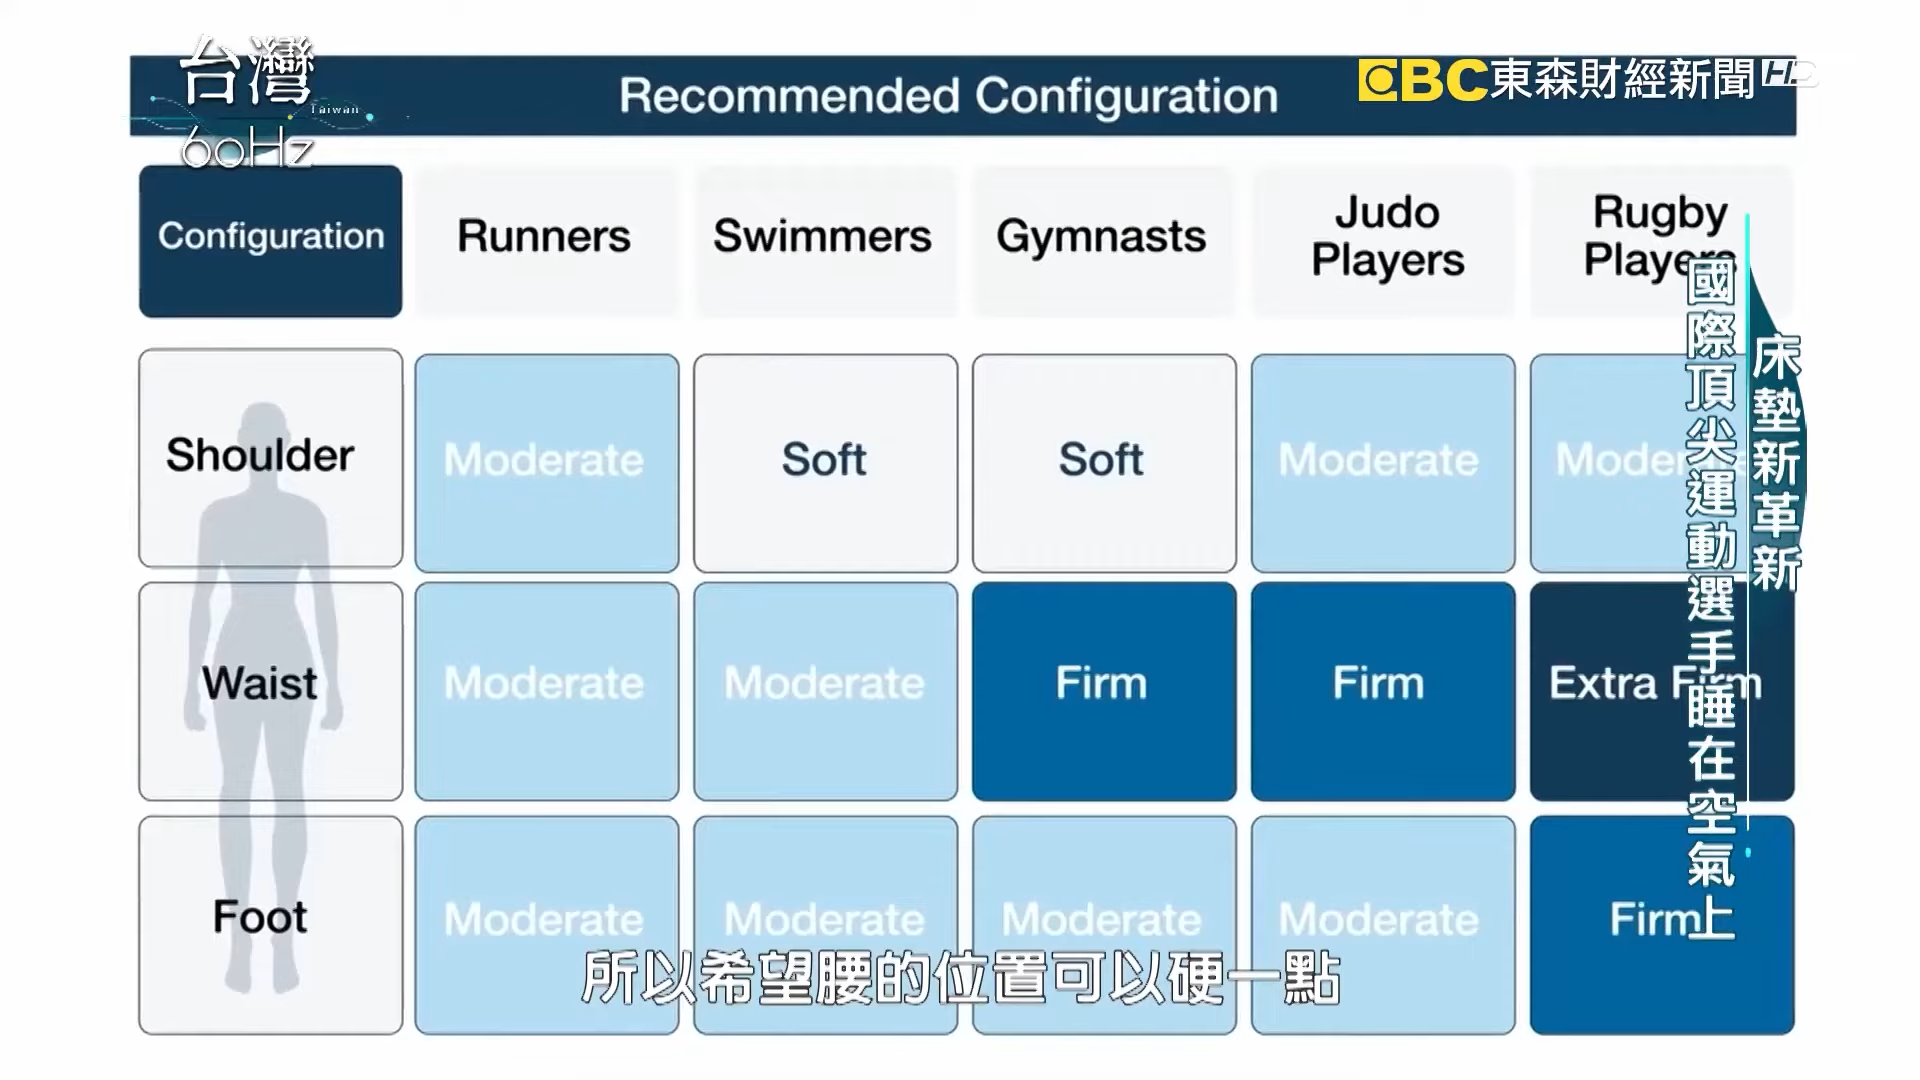 台灣
Taiwan
60Hz
EBC東森財經新聞HD
Recommended Configuration
Configuration
Runners
Swimmers
Gymnasts
Judo
Players
Rugby
Players
Shoulder
Moderate
Soft
Soft
Moderate
Moderate
Waist
Moderate
Moderate
Firm
Firm
Extra Firm
Foot
Moderate
Moderate
Moderate
Moderate
Firm
床墊新革新
國際頂尖運動選手睡在空氣上
所以希望腰的位置可以硬一點